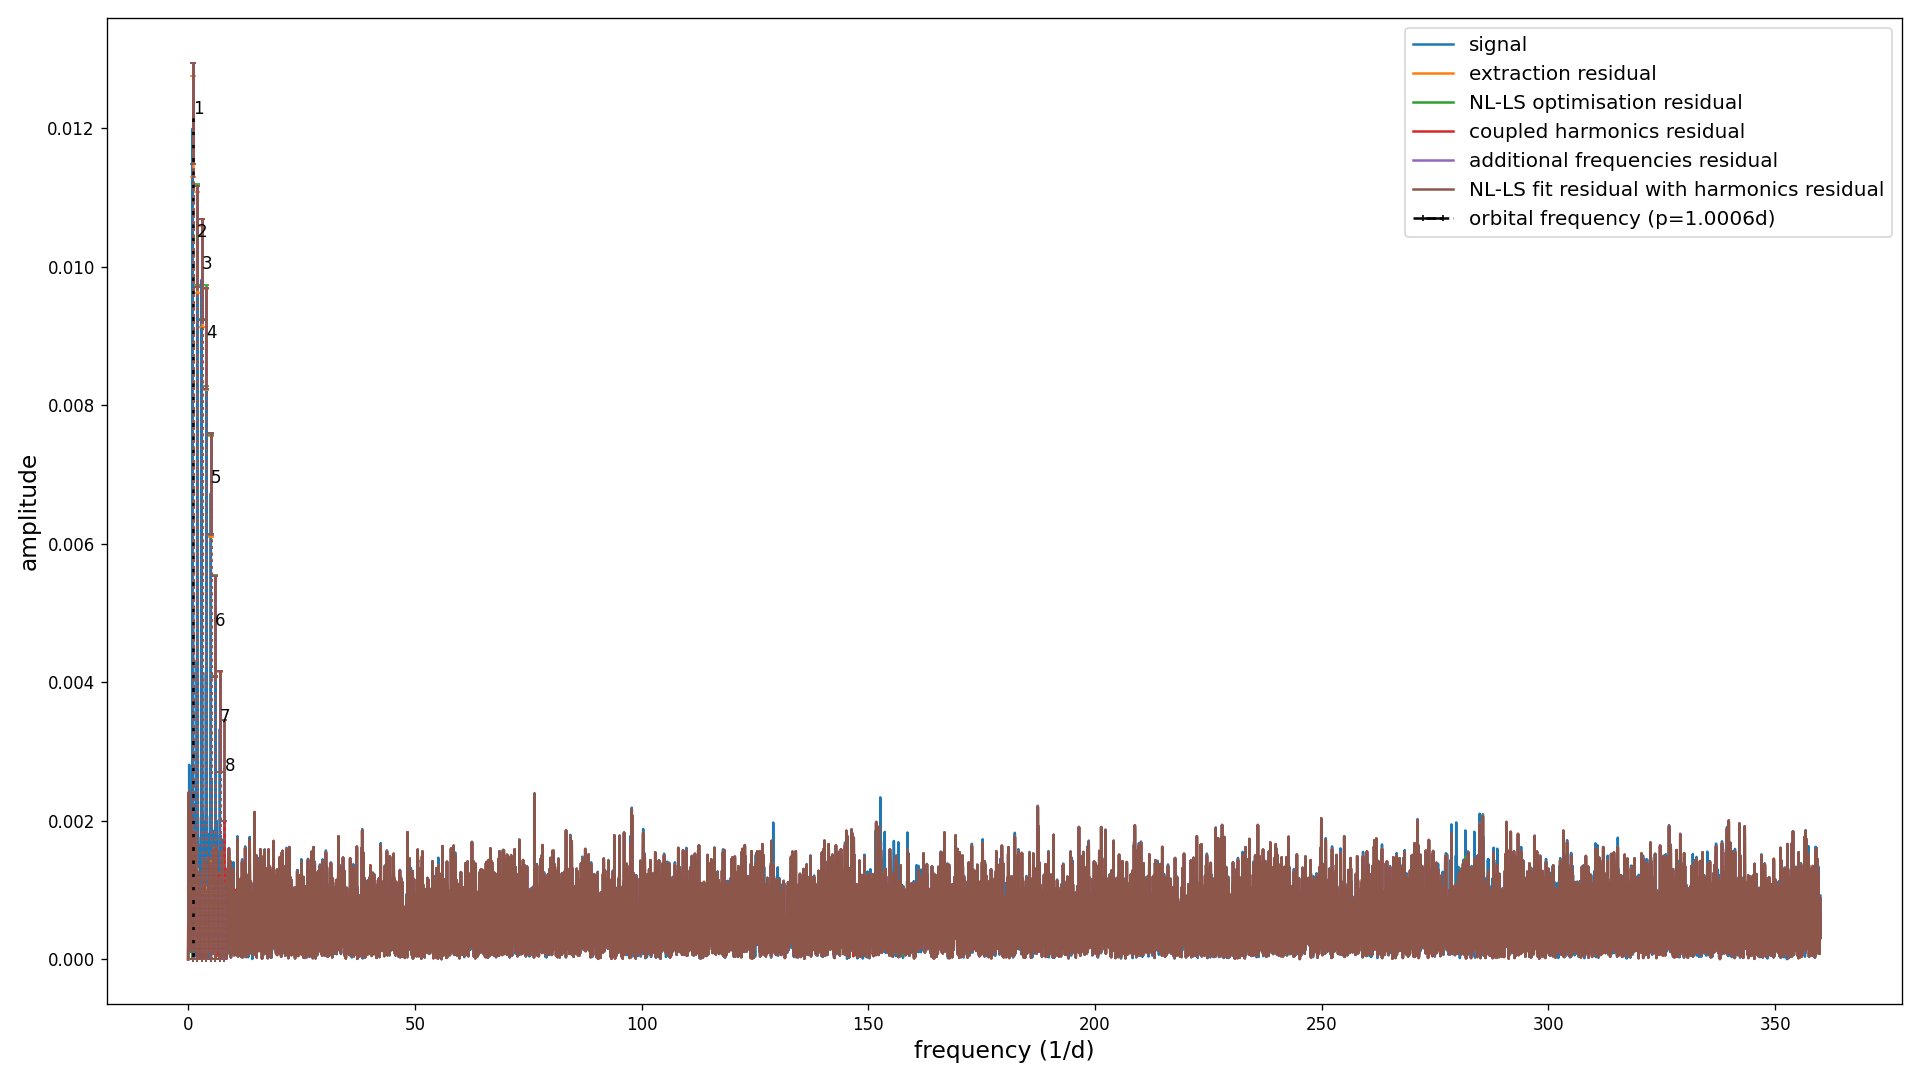 signal
extraction residual
NL-LS optimisation residual
coupled harmonics residual
additional frequencies residual
NL-LS fit residual with harmonics residual
orbital frequency (p=1.0006d)
1
2
3
4
5
6
7
8
0.012
0.010
0.008
0.006
0.004
0.002
0.000
amplitude
0
50
100
150
200
250
300
350
frequency (1/d)